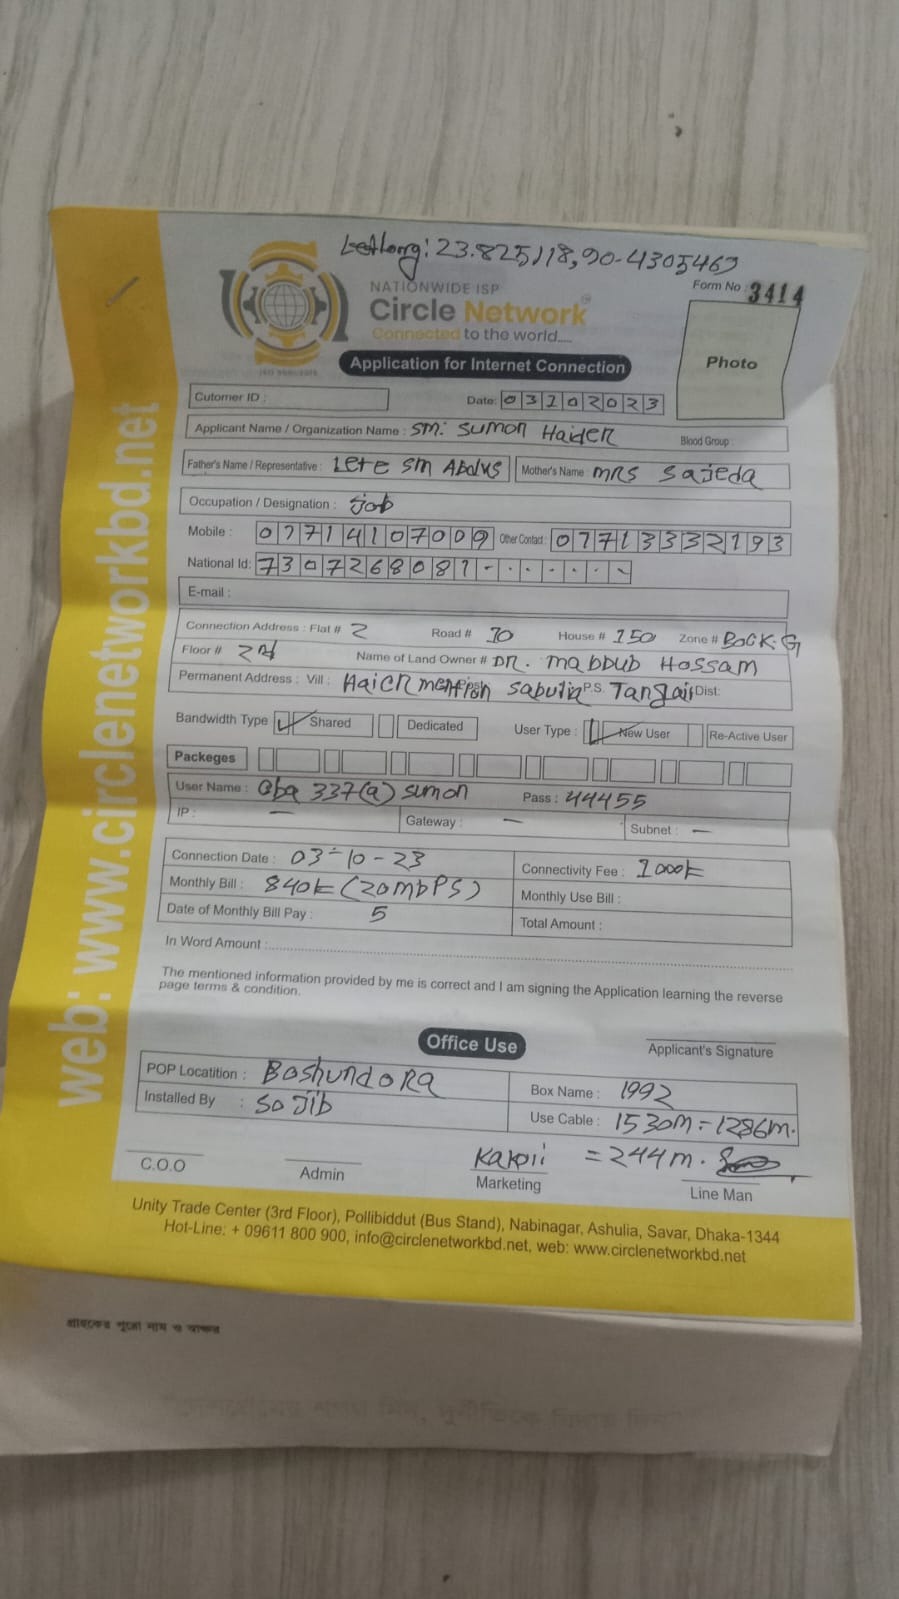 Letlong: 23.825118,90-4305469
NATIONWIDE ISP
Form No : 3414
Circle Network
Connected to the world.....
Photo
Application for Internet Connection
Cutomer ID :
Date: 03102023
Applicant Name / Organization Name : SM: Sumon Haider Blood Group :
Father's Name / Representative : Lete SM Abdus Mother's Name : MRS Sajeda
Occupation / Designation : Job
Mobile : Other Contact :
National Id: 7307268081
E-mail :
Connection Address : Flat # 2 Road # 10 House # 150 Zone # BOCK-G
Floor # Name of Land Owner # DR. Mabbub Hossam
Permanent Address : Vill : P.S. Dist:
Bandwidth Type Shared Dedicated User Type : New User Re-Active User
Packeges
User Name : 337(a) sumon Pass : 44455
IP : — Gateway : — Subnet : —
Connection Date : 03-10-23 Connectivity Fee : 1000k
Monthly Bill : 840k (20mbPS) Monthly Use Bill :
Date of Monthly Bill Pay : 5 Total Amount :
In Word Amount :
The mentioned information provided by me is correct and I am signing the Application learning the reverse
page terms & condition.
Applicant's Signature
Office Use
POP Locatition : BoshundoRa Box Name : 1992
Installed By : Sojib Use Cable : 1530M - 1286m.
= 244m.
C.O.O Admin Marketing Line Man
Unity Trade Center (3rd Floor), Pollibiddut (Bus Stand), Nabinagar, Ashulia, Savar, Dhaka-1344
Hot-Line: + 09611 800 900, info@circlenetworkbd.net, web: www.circlenetworkbd.net
web: www.circlenetworkbd.net
গ্রাহকের পুরো নাম ও স্বাক্ষর